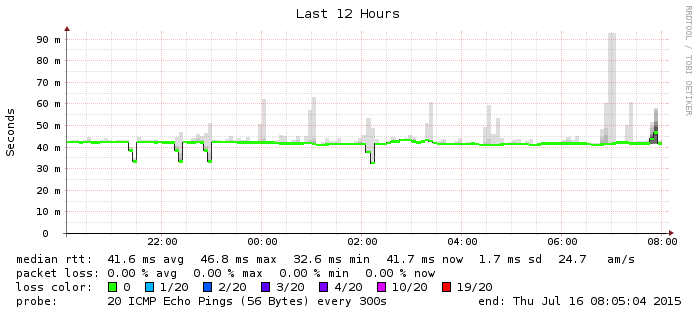 Last 12 Hours
RRDTOOL / TOBI OETIKER
Seconds
90 m
80 m
70 m
60 m
50 m
40 m
30 m
20 m
10 m
0
22:00 00:00 02:00 04:00 06:00 08:00
median rtt: 41.6 ms avg 46.8 ms max 32.6 ms min 41.7 ms now 1.7 ms sd 24.7 am/s
packet loss: 0.00 % avg 0.00 % max 0.00 % min 0.00 % now
loss color: 0 1/20 2/20 3/20 4/20 10/20 19/20
probe: 20 ICMP Echo Pings (56 Bytes) every 300s end: Thu Jul 16 08:05:04 2015